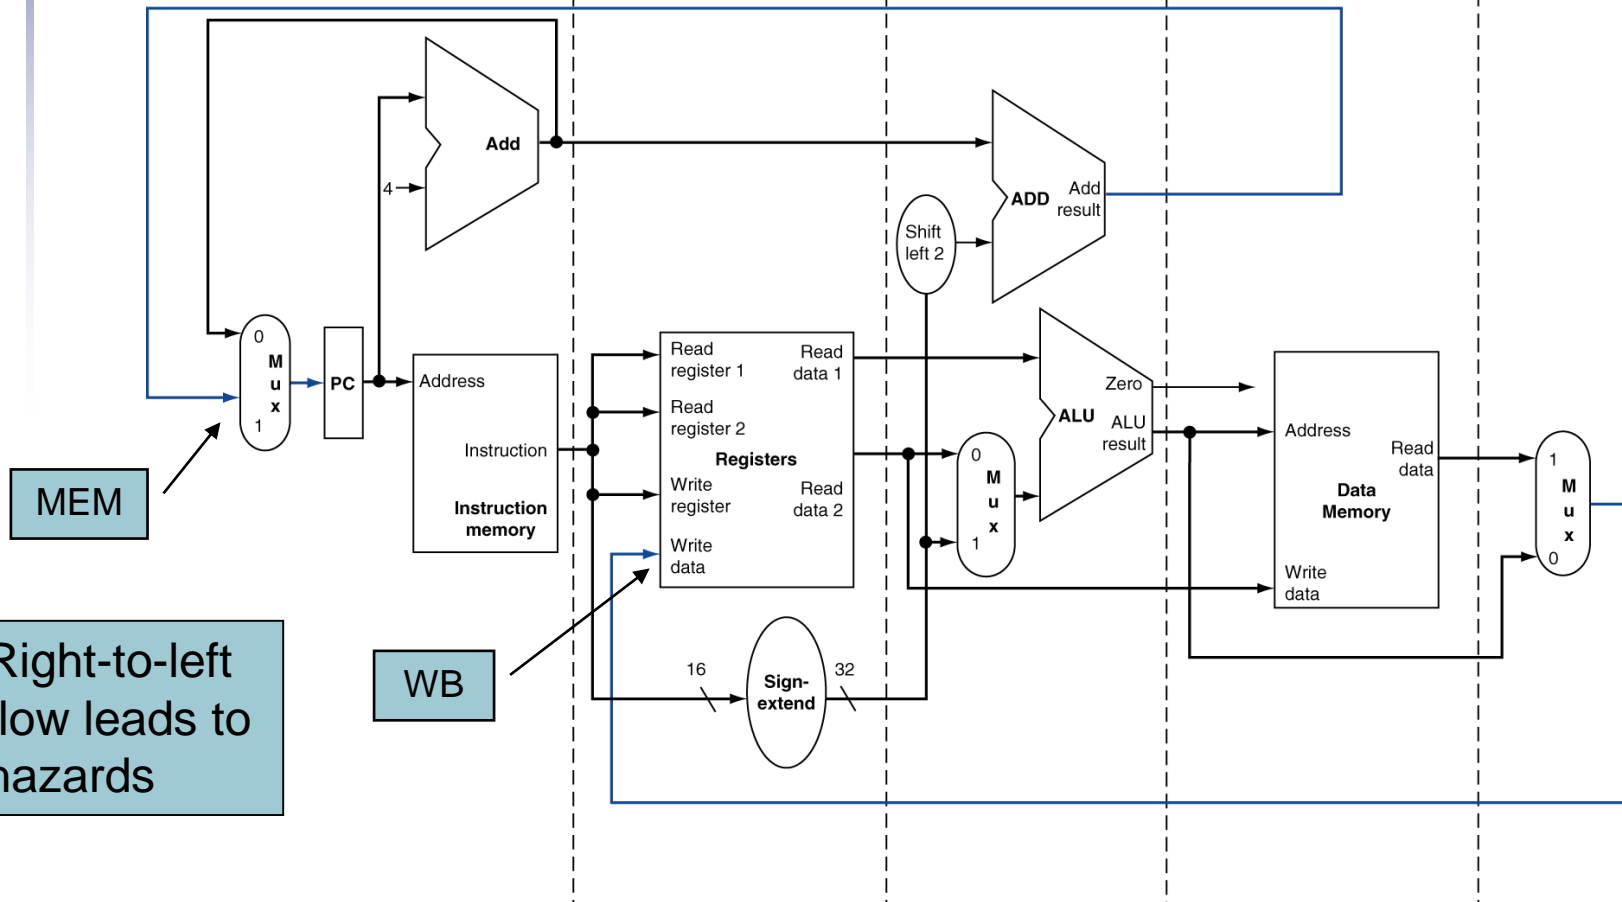 Add
4
ADD
Add
result
Shift
left 2
0
M
u
x
1
PC
Address
Instruction
Instruction
memory
Read
register 1
Read
register 2
Registers
Write
register
Write
data
Read
data 1
Read
data 2
0
M
u
x
1
Zero
ALU
ALU
result
Address
Read
data
Data
Memory
Write
data
1
M
u
x
0
MEM
WB
16
Sign-
extend
32
Right-to-left
low leads to
hazards